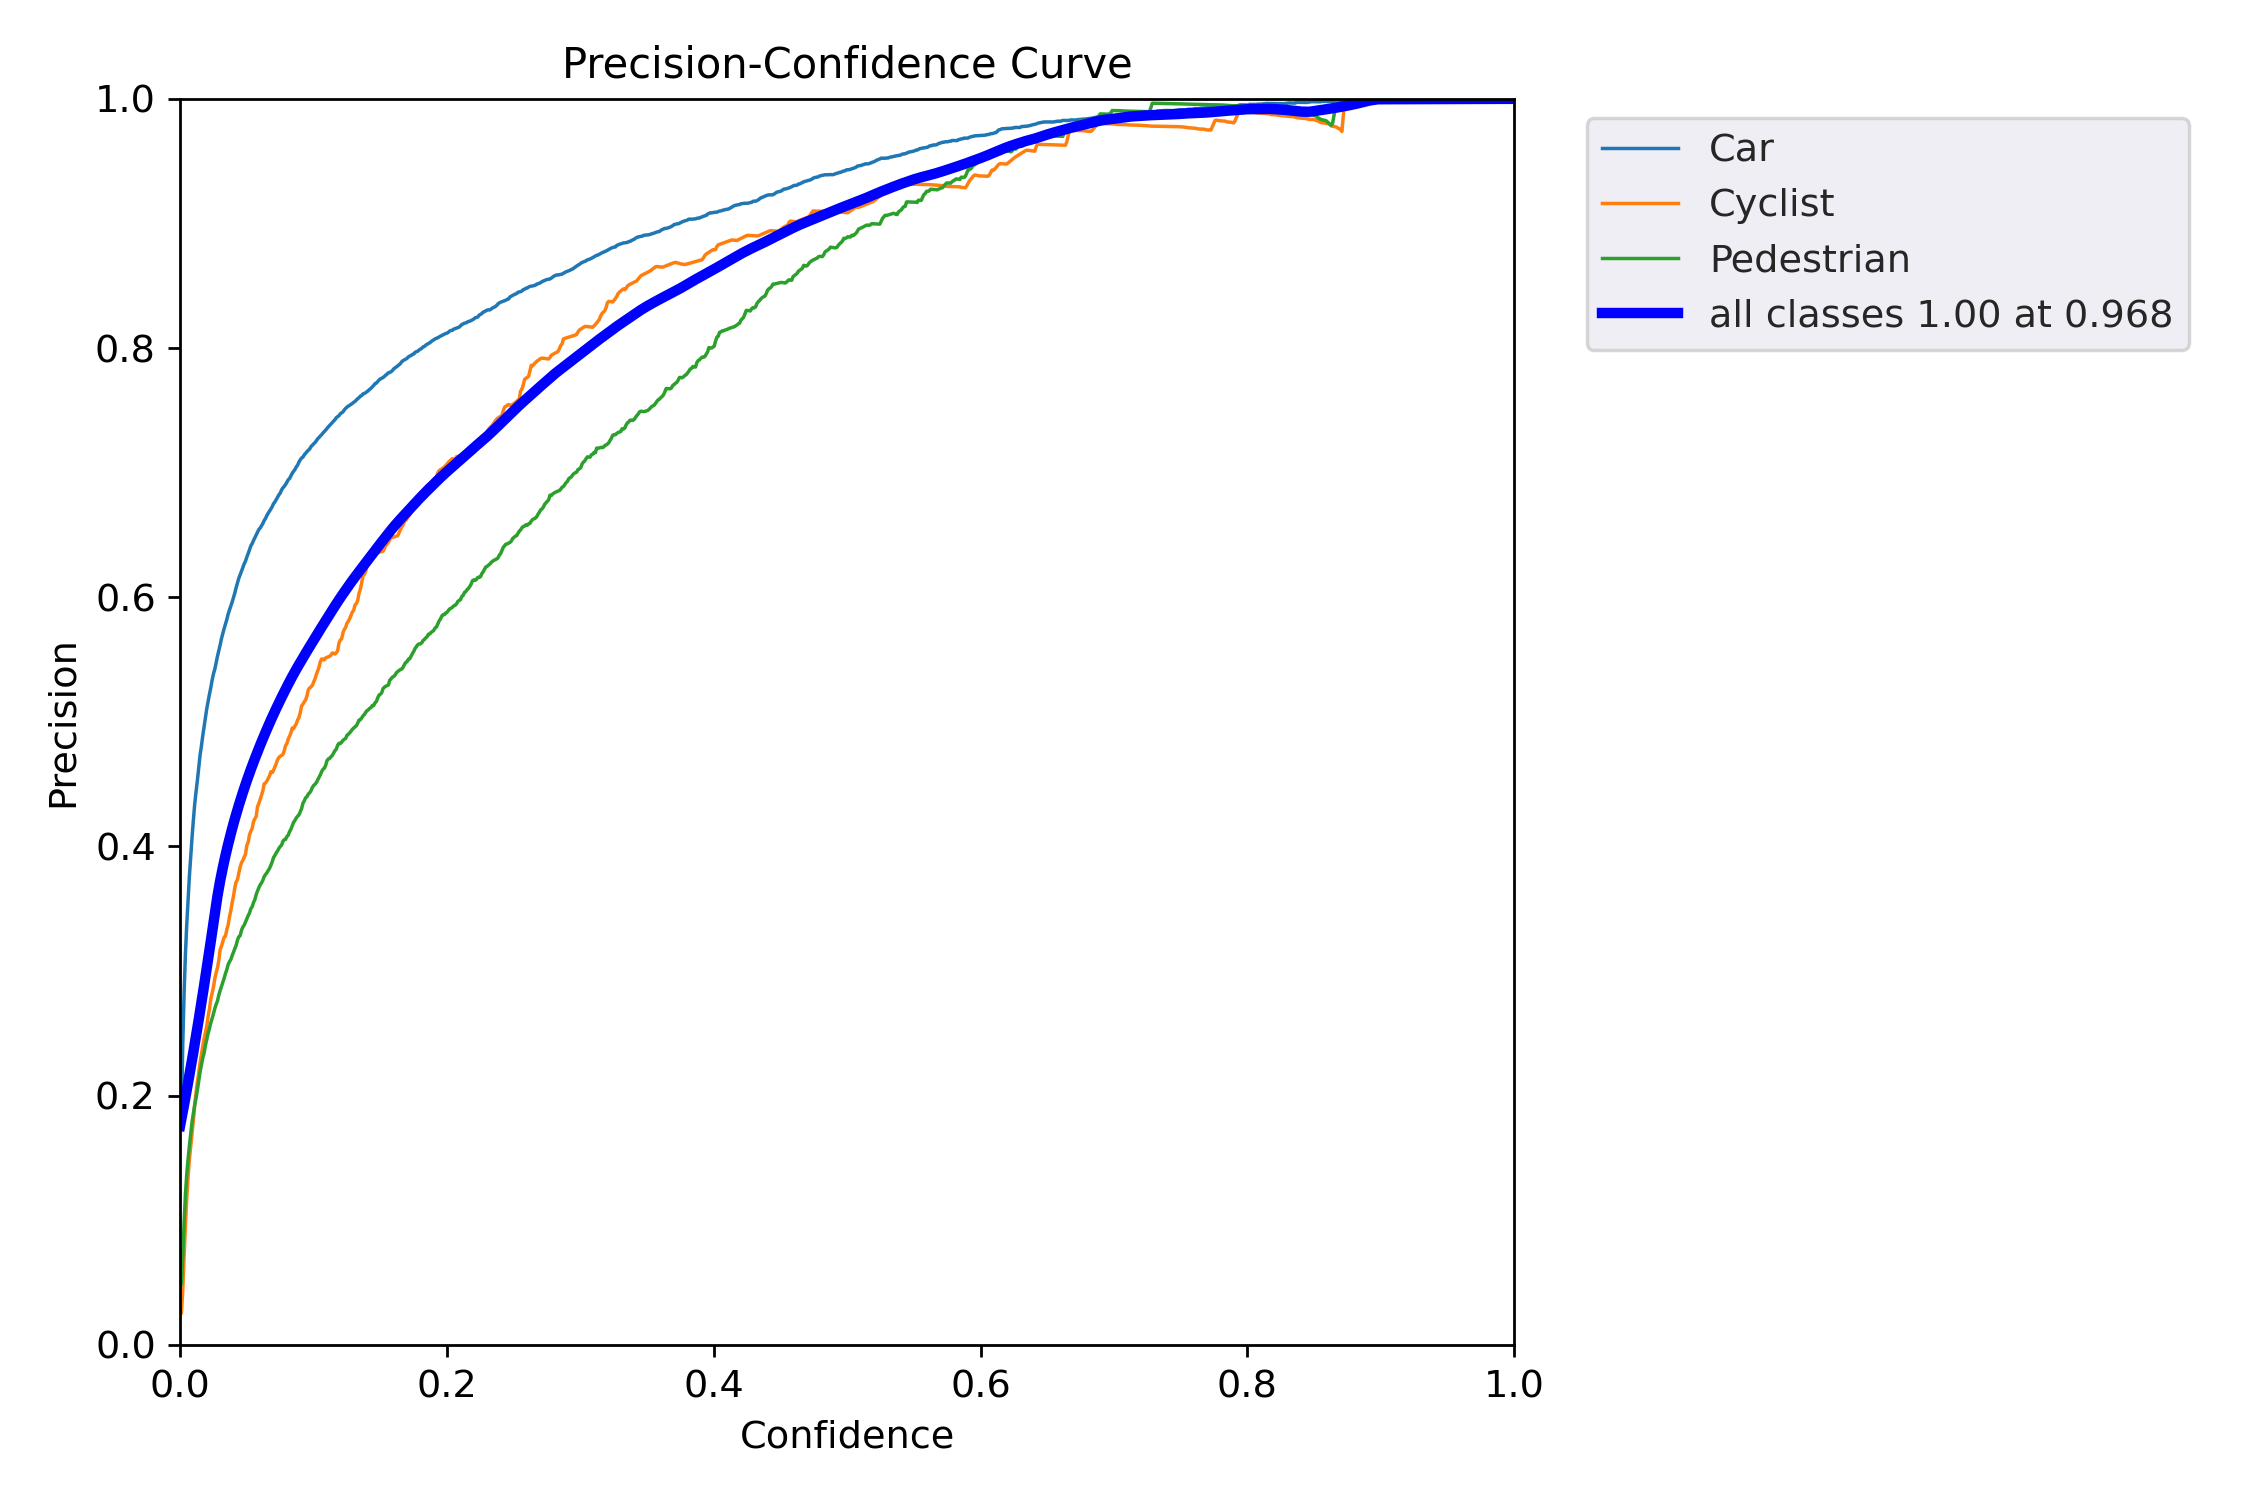 Precision-Confidence Curve
1.0
0.8
0.6
0.4
0.2
0.0
Precision
0.0 0.2 0.4 0.6 0.8 1.0
Confidence
Car
Cyclist
Pedestrian
all classes 1.00 at 0.968